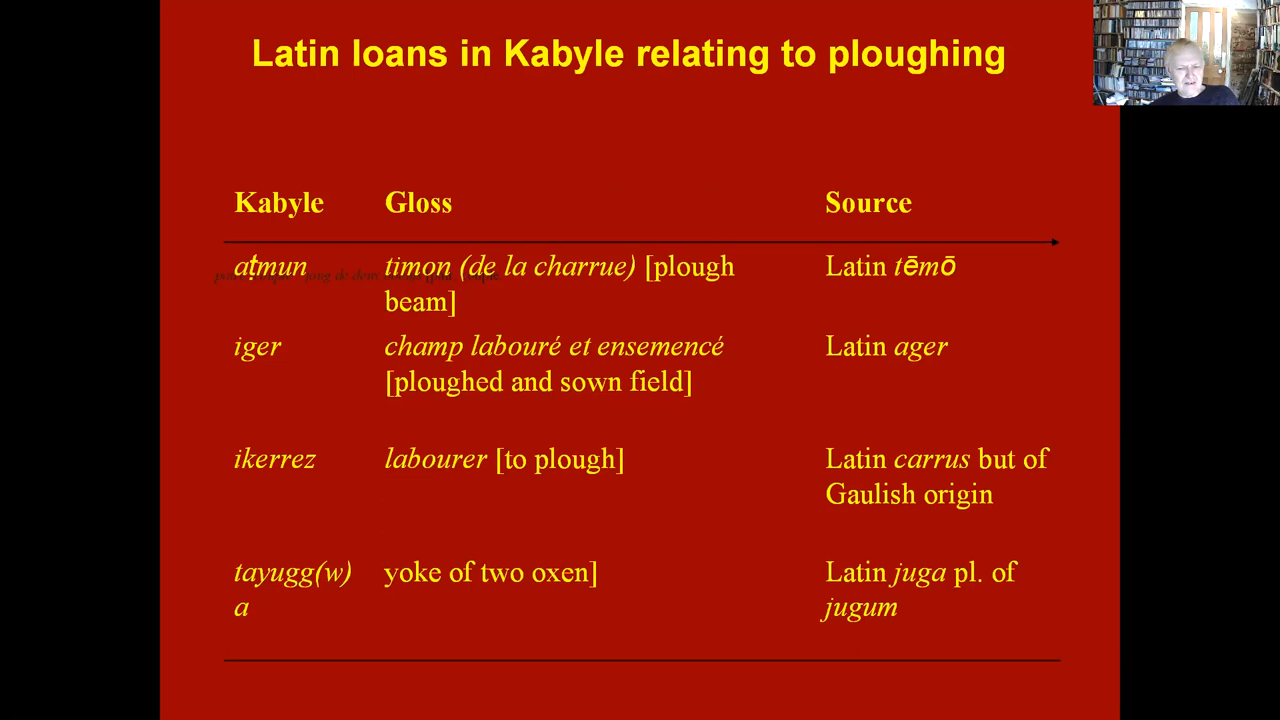 Latin loans in Kabyle relating to ploughing
Kabyle Gloss Source
aṭmun timon (de la charrue) [plough Latin tēmō
beam]
iger champ labouré et ensemencé Latin ager
[ploughed and sown field]
ikerrez labourer [to plough] Latin carrus but of
Gaulish origin
tayugg(w) yoke of two oxen] Latin juga pl. of
a jugum